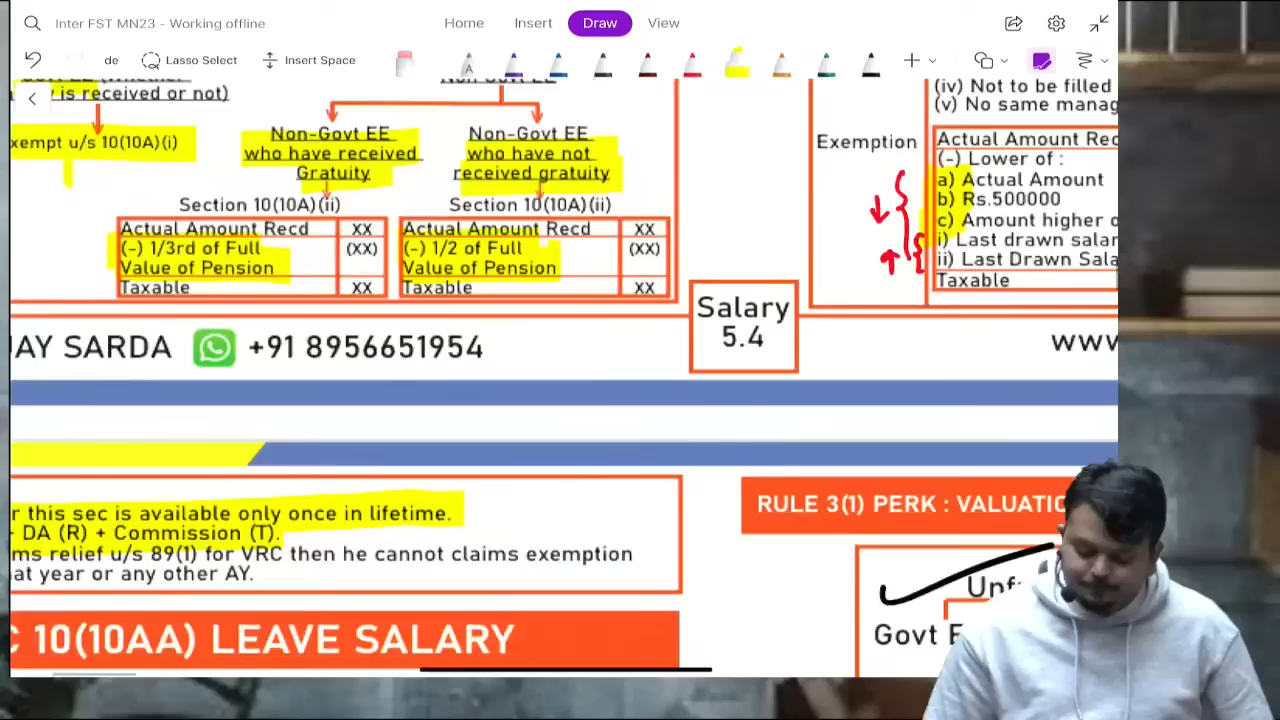 Inter FST MN23 - Working offline
Home
Insert
Draw
View
de
Lasso Select
Insert Space
is received or not)
xempt u/s 10(10A)(i)
Non-Govt EE
who have received
Gratuity
Section 10(10A)(ii)
Actual Amount Recd XX
(-) 1/3rd of Full (XX)
Value of Pension
Taxable XX
Non-Govt EE
who have not
received gratuity
Section 10(10A)(ii)
Actual Amount Recd XX
(-) 1/2 of Full (XX)
Value of Pension
Taxable XX
(iv) Not to be filled
(v) No same manag
Exemption
Actual Amount Rec
(-) Lower of :
a) Actual Amount
b) Rs.500000
c) Amount higher o
i) Last drawn salar
ii) Last Drawn Sala
Taxable
JAY SARDA
+91 8956651954
Salary
5.4
www
r this sec is available only once in lifetime.
DA (R) + Commission (T).
ms relief u/s 89(1) for VRC then he cannot claims exemption
at year or any other AY.
10(10AA) LEAVE SALARY
RULE 3(1) PERK : VALUATIO
Unf
Govt E